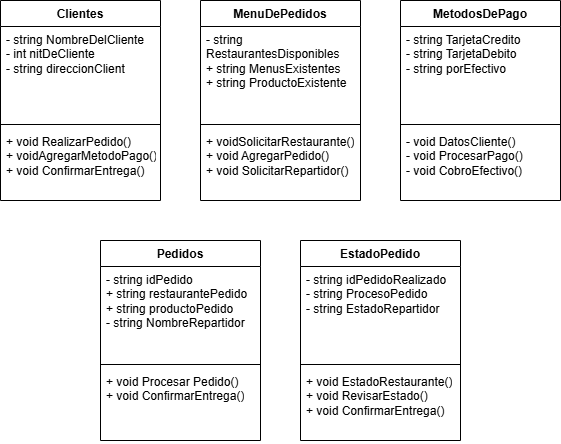 Clientes
- string NombreDelCliente
- int nitDeCliente
- string direccionClient
+ void RealizarPedido()
+ voidAgregarMetodoPago()
+ void ConfirmarEntrega()
MenuDePedidos
- string
RestaurantesDisponibles
+ string MenusExistentes
+ string ProductoExistente
+ voidSolicitarRestaurante()
+ void AgregarPedido()
+ void SolicitarRepartidor()
MetodosDePago
- string TarjetaCredito
- string TarjetaDebito
- string porEfectivo
- void DatosCliente()
- void ProcesarPago()
- void CobroEfectivo()
Pedidos
- string idPedido
+ string restaurantePedido
+ string productoPedido
- string NombreRepartidor
+ void Procesar Pedido()
+ void ConfirmarEntrega()
EstadoPedido
- string idPedidoRealizado
- string ProcesoPedido
- string EstadoRepartidor
+ void EstadoRestaurante()
+ void RevisarEstado()
+ void ConfirmarEntrega()